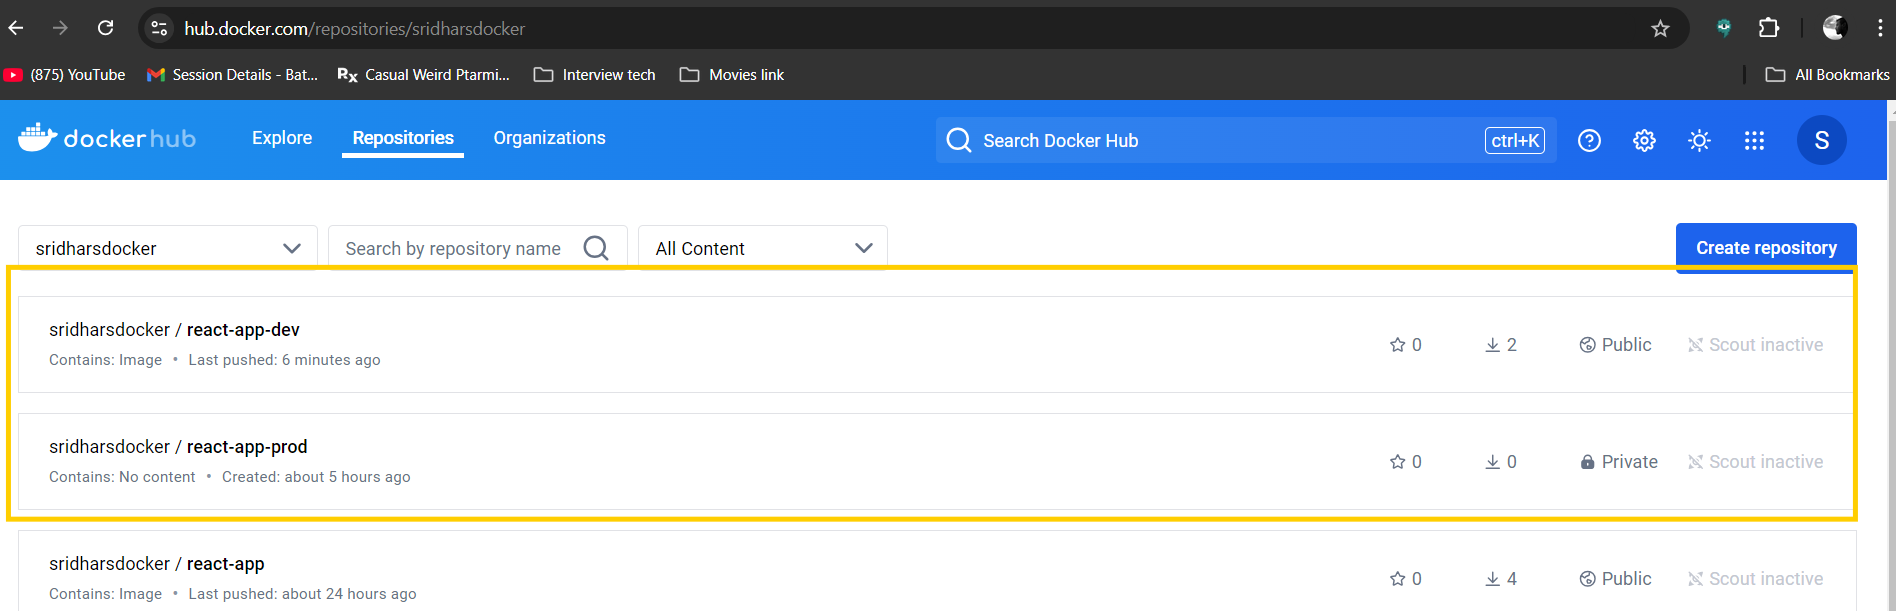 hub.docker.com/repositories/sridharsdocker
(875) YouTube Session Details - Bat... Rx Casual Weird Ptarmi... Interview tech Movies link All Bookmarks
dockerhub Explore Repositories Organizations Search Docker Hub ctrl+K ? S
sridharsdocker Search by repository name All Content Create repository
sridharsdocker / react-app-dev
Contains: Image • Last pushed: 6 minutes ago
0 2 Public Scout inactive
sridharsdocker / react-app-prod
Contains: No content • Created: about 5 hours ago
0 0 Private Scout inactive
sridharsdocker / react-app
Contains: Image • Last pushed: about 24 hours ago
0 4 Public Scout inactive